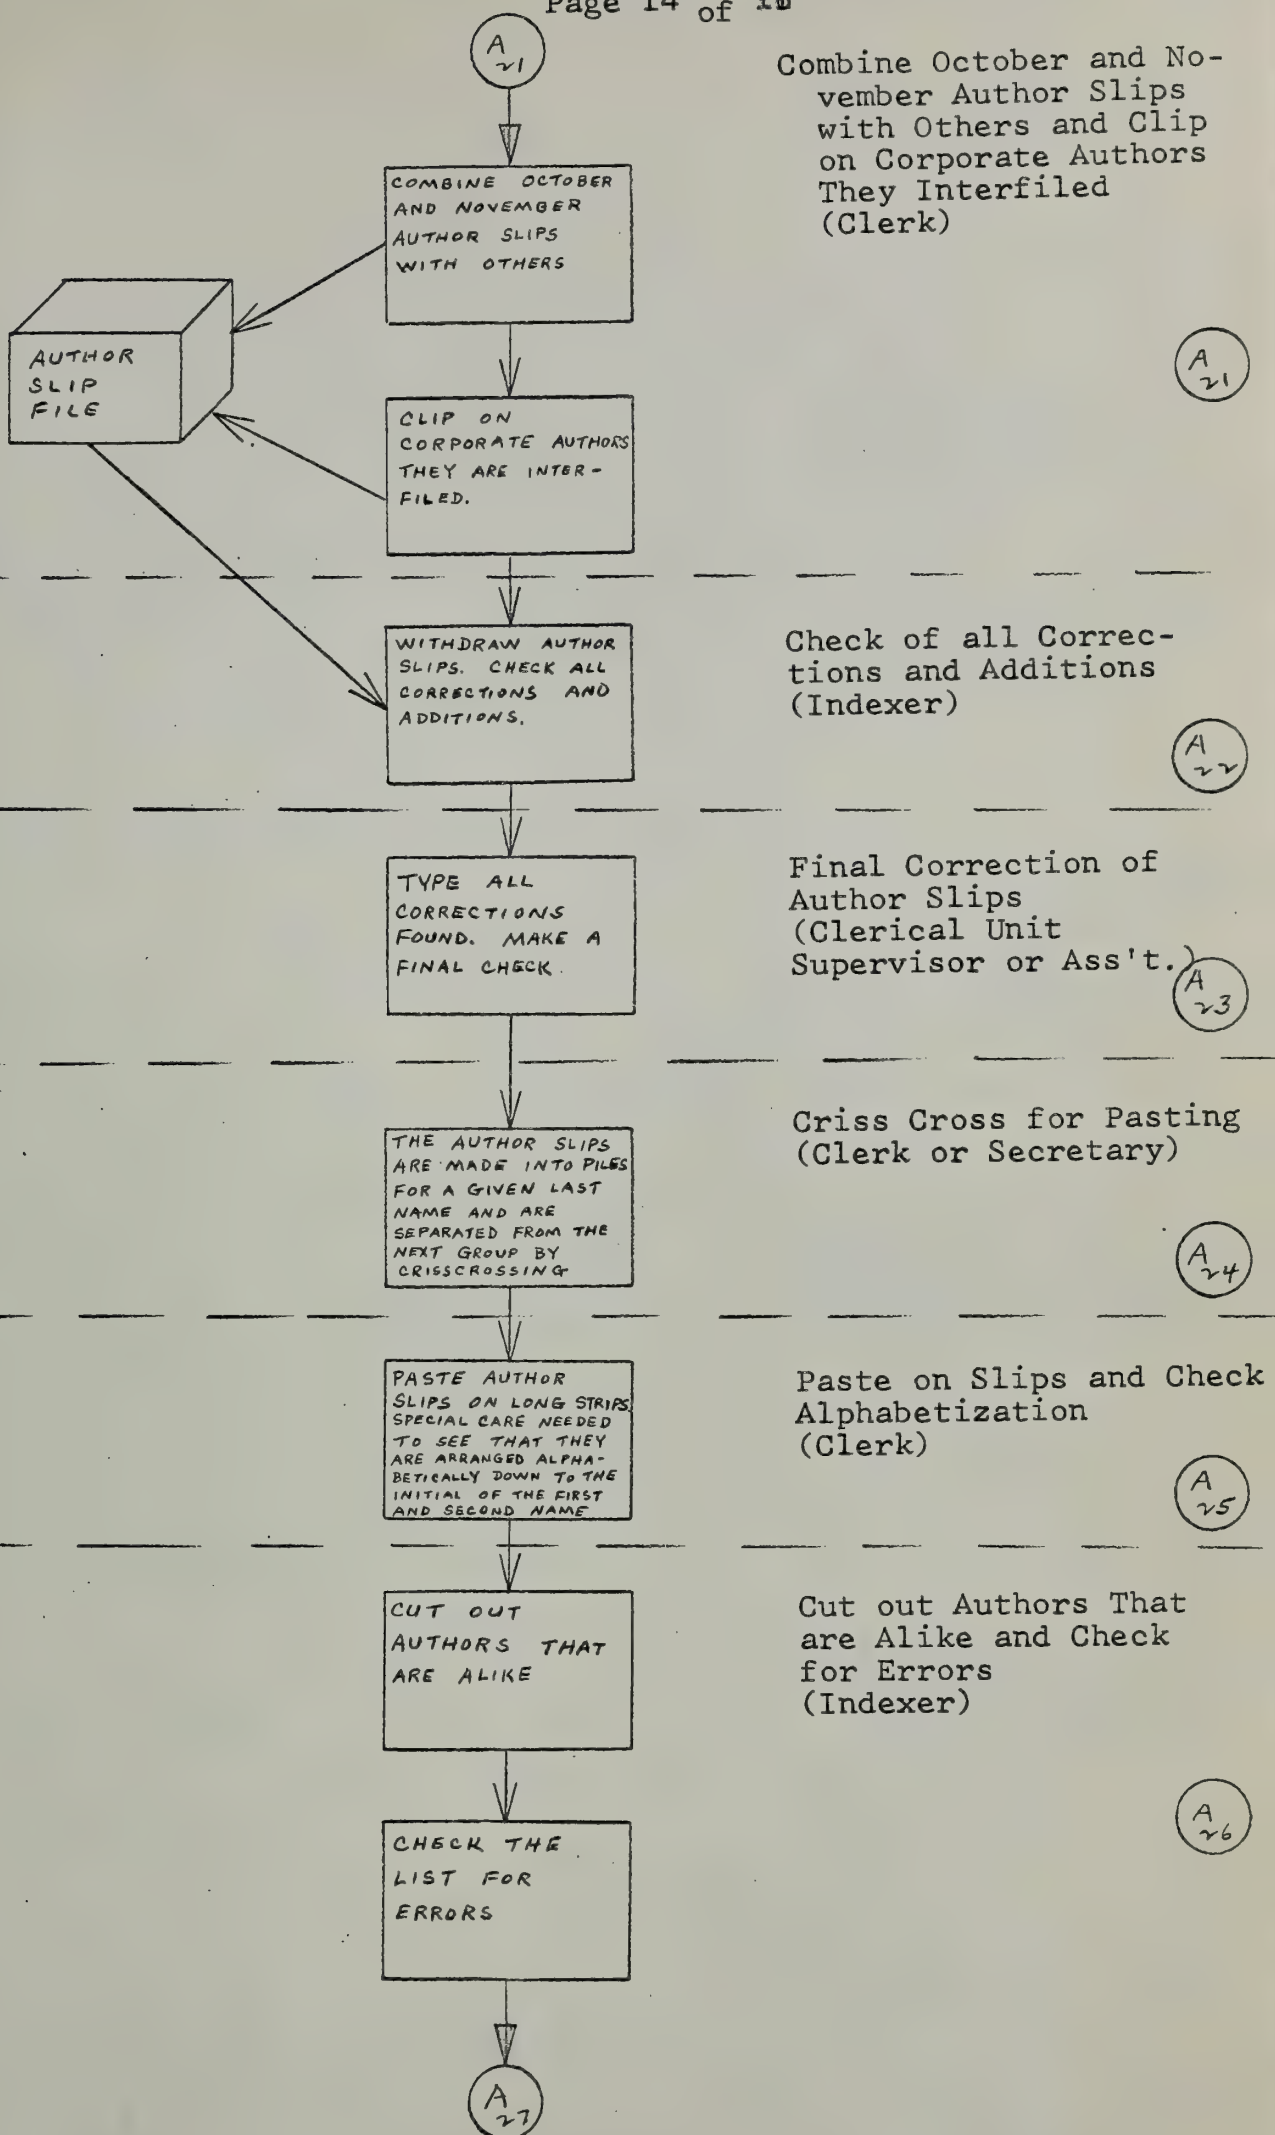 Page 14 of
A
21
Combine October and No-
vember Author Slips
with Others and Clip
on Corporate Authors
They Interfiled
(Clerk)
COMBINE OCTOBER
AND NOVEMBER
AUTHOR SLIPS
WITH OTHERS
AUTHOR
SLIP
FILE
A
21
CLIP ON
CORPORATE AUTHORS
THEY ARE INTER-
FILED.
WITHDRAW AUTHOR
SLIPS. CHECK ALL
CORRECTIONS AND
ADDITIONS.
Check of all Correc-
tions and Additions
(Indexer)
A
22
TYPE ALL
CORRECTIONS
FOUND. MAKE A
FINAL CHECK.
Final Correction of
Author Slips
(Clerical Unit
Supervisor or Ass't.)
A
23
THE AUTHOR SLIPS
ARE MADE INTO PILES
FOR A GIVEN LAST
NAME AND ARE
SEPARATED FROM THE
NEXT GROUP BY
CRISSCROSSING
Criss Cross for Pasting
(Clerk or Secretary)
A
24
PASTE AUTHOR
SLIPS ON LONG STRIPS
SPECIAL CARE NEEDED
TO SEE THAT THEY
ARE ARRANGED ALPHA-
BETICALLY DOWN TO THE
INITIAL OF THE FIRST
AND SECOND NAME
Paste on Slips and Check
Alphabetization
(Clerk)
A
25
CUT OUT
AUTHORS THAT
ARE ALIKE
Cut out Authors That
are Alike and Check
for Errors
(Indexer)
A
26
CHECK THE
LIST FOR
ERRORS
A
27